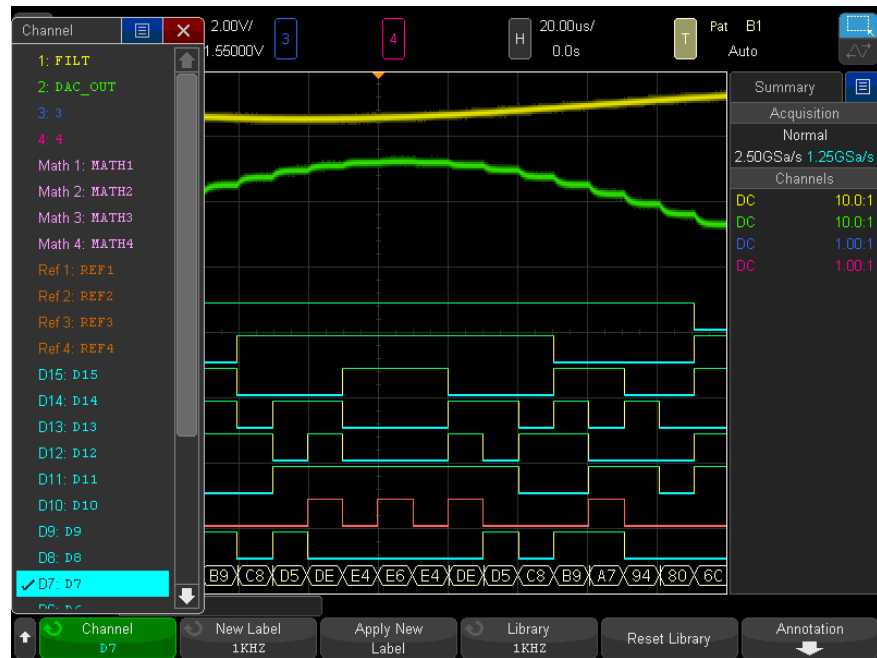 Channel
1: FILT
2: DAC_OUT
3: 3
4: 4
Math 1: MATH1
Math 2: MATH2
Math 3: MATH3
Math 4: MATH4
Ref 1: REF1
Ref 2: REF2
Ref 3: REF3
Ref 4: REF4
D15: D15
D14: D14
D13: D13
D12: D12
D11: D11
D10: D10
D9: D9
D8: D8
D7: D7
2.00V/
1.55000V
3
4
H
20.00us/
0.0s
T
Pat B1
Auto
Summary
Acquisition
Normal
2.50GSa/s 1.25GSa/s
Channels
DC 10.0:1
DC 10.0:1
DC 1.00:1
DC 1.00:1
B9 C8 D5 DE E4 E6 E4 DE D5 C8 B9 A7 94 80 6C
Channel
D7
New Label
1KHZ
Apply New
Label
Library
1KHZ
Reset Library
Annotation